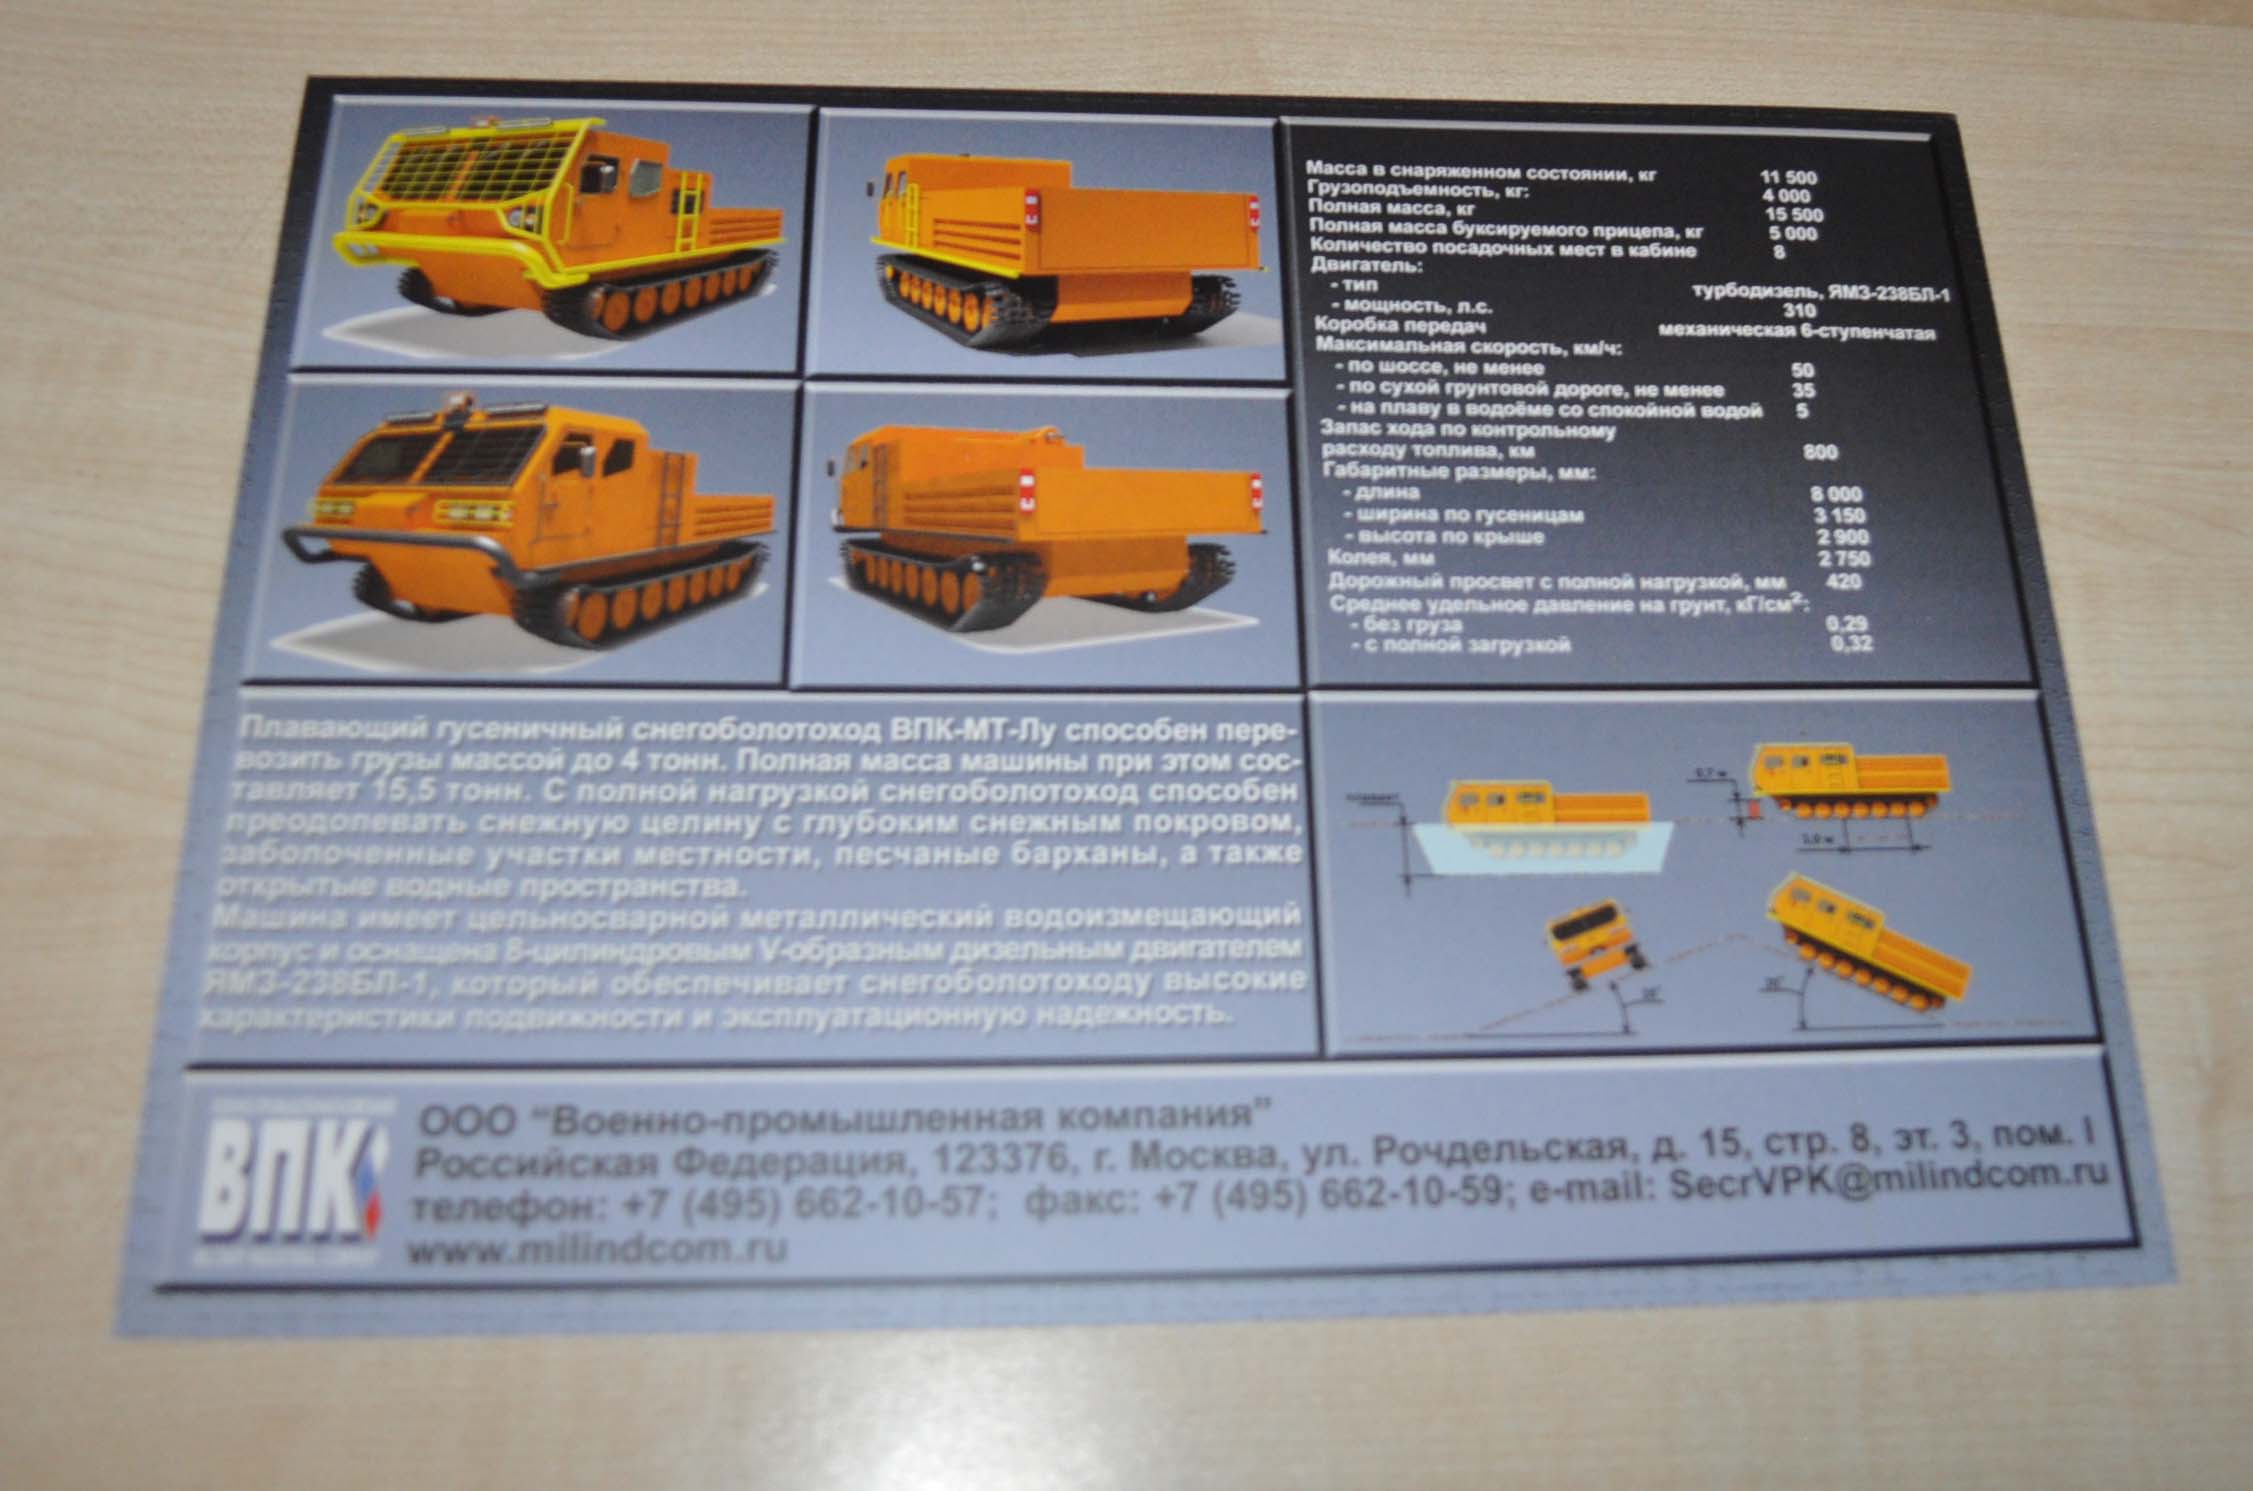 Масса в снаряженном состоянии, кг 11 500
Грузоподъемность, кг: 4 000
Полная масса, кг 15 500
Полная масса буксируемого прицепа, кг 5 000
Количество посадочных мест в кабине 8
Двигатель:
- тип турбодизель, ЯМЗ-238БЛ-1
- мощность, л.с. 310
Коробка передач механическая 6-ступенчатая
Максимальная скорость, км/ч:
- по шоссе, не менее 50
- по сухой грунтовой дороге, не менее 35
- на плаву в водоёме со спокойной водой 5
Запас хода по контрольному
расходу топлива, км 800
Габаритные размеры, мм:
- длина 8 000
- ширина по гусеницам 3 150
- высота по крыше 2 900
Колея, мм 2 750
Дорожный просвет с полной нагрузкой, мм 420
Среднее удельное давление на грунт, кГ/см²:
- без груза 0,29
- с полной загрузкой 0,32
Плавающий гусеничный снегоболотоход ВПК-МТ-Лу способен пере-
возить грузы массой до 4 тонн. Полная масса машины при этом сос-
тавляет 15,5 тонн. С полной нагрузкой снегоболотоход способен
преодолевать снежную целину с глубоким снежным покровом,
заболоченные участки местности, песчаные барханы, а также
открытые водные пространства.
Машина имеет цельносварной металлический водоизмещающий
корпус и оснащена 8-цилиндровым V-образным дизельным двигателем
ЯМЗ-238БЛ-1, который обеспечивает снегоболотоходу высокие
характеристики подвижности и эксплуатационную надежность.
ВПК
ООО “Военно-промышленная компания”
Российская Федерация, 123376, г. Москва, ул. Рочдельская, д. 15, стр. 8, эт. 3, пом. I
телефон: +7 (495) 662-10-57; факс: +7 (495) 662-10-59; e-mail: SecrVPK@milindcom.ru
www.milindcom.ru